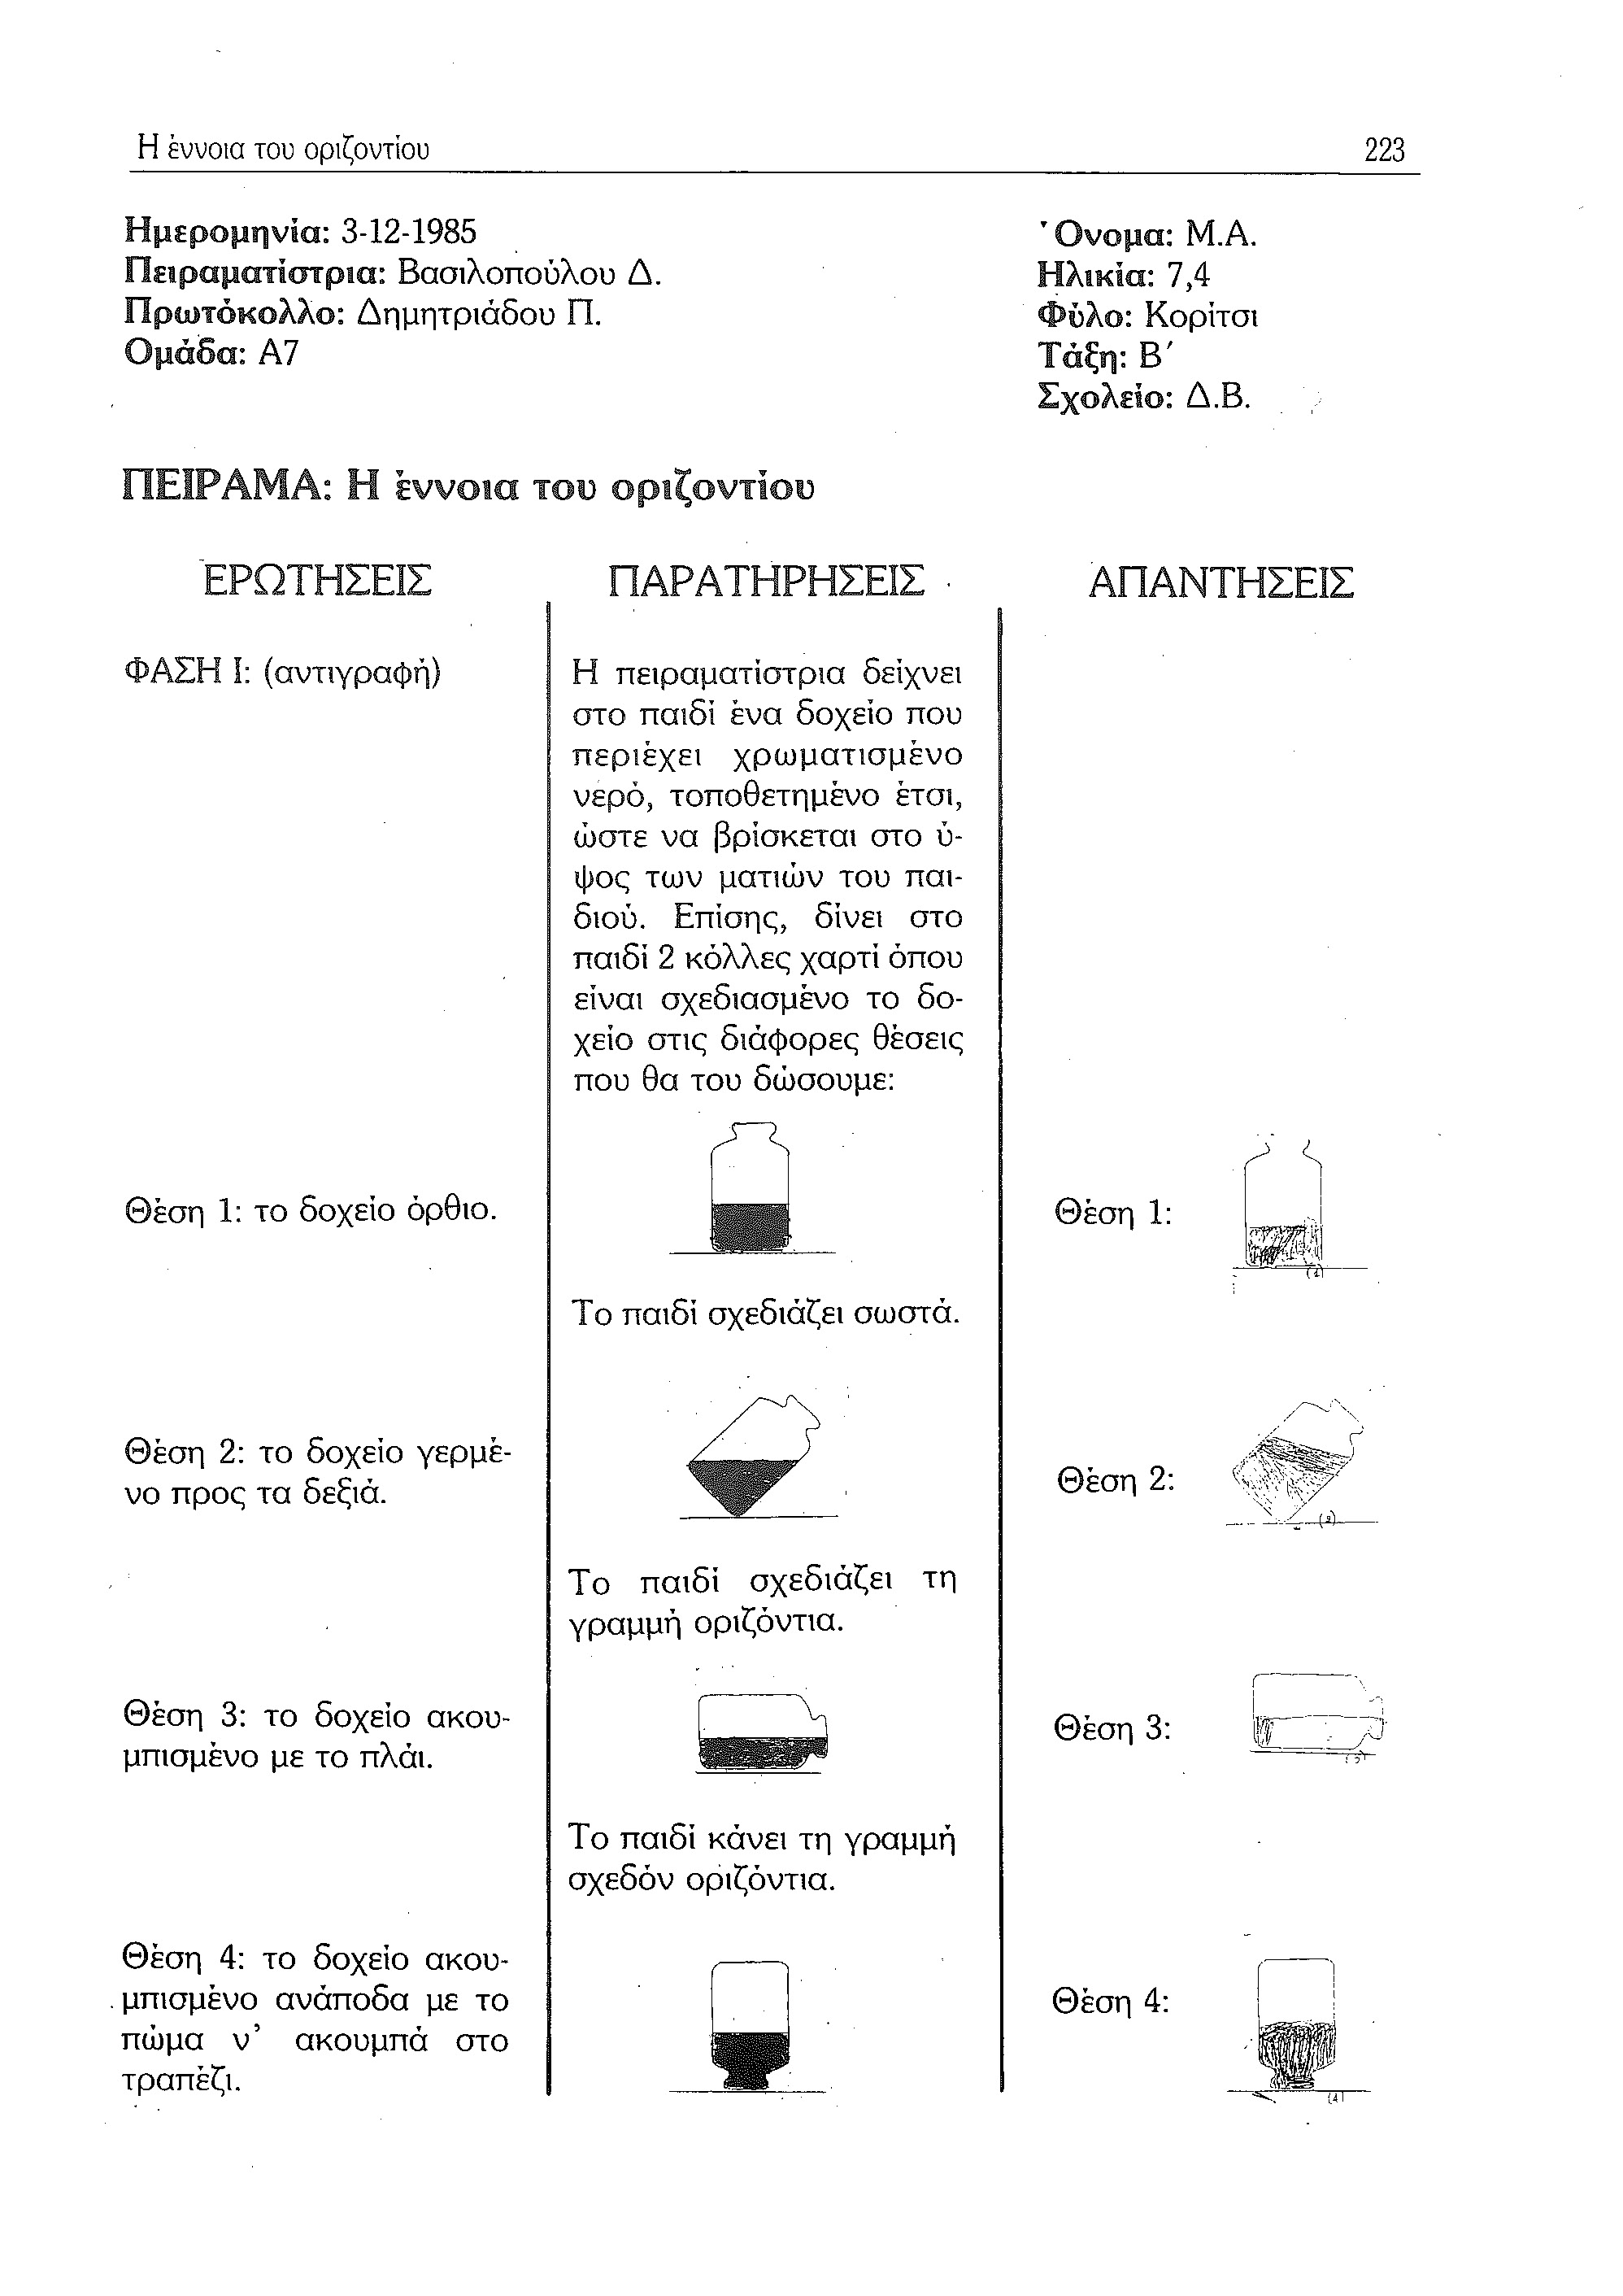 Η έννοια του οριζοντίου 223
Ημερομηνία: 3-12-1985
Πειραματίστρια: Βασιλοπούλου Δ.
Πρωτόκολλο: Δημητριάδου Π.
Ομάδα: Α7
Όνομα: Μ.Α.
Ηλικία: 7,4
Φύλο: Κορίτσι
Τάξη: Β΄
Σχολείο: Δ.Β.
ΠΕΙΡΑΜΑ: Η έννοια του οριζοντίου
ΕΡΩΤΗΣΕΙΣ ΠΑΡΑΤΗΡΗΣΕΙΣ ΑΠΑΝΤΗΣΕΙΣ
ΦΑΣΗ Ι: (αντιγραφή)
Η πειραματίστρια δείχνει
στο παιδί ένα δοχείο που
περιέχει χρωματισμένο
νερό, τοποθετημένο έτσι,
ώστε να βρίσκεται στο ύ-
ψος των ματιών του παι-
διού. Επίσης, δίνει στο
παιδί 2 κόλλες χαρτί όπου
είναι σχεδιασμένο το δο-
χείο στις διάφορες θέσεις
που θα του δώσουμε:
Θέση 1: το δοχείο όρθιο.
Θέση 1:
(1)
Το παιδί σχεδιάζει σωστά.
Θέση 2: το δοχείο γερμέ-
νο προς τα δεξιά.
Θέση 2:
(2)
Το παιδί σχεδιάζει τη
γραμμή οριζόντια.
Θέση 3: το δοχείο ακου-
μπισμένο με το πλάι.
Θέση 3:
(3)
Το παιδί κάνει τη γραμμή
σχεδόν οριζόντια.
Θέση 4: το δοχείο ακου-
μπισμένο ανάποδα με το
πώμα ν' ακουμπά στο
τραπέζι.
Θέση 4:
(4)